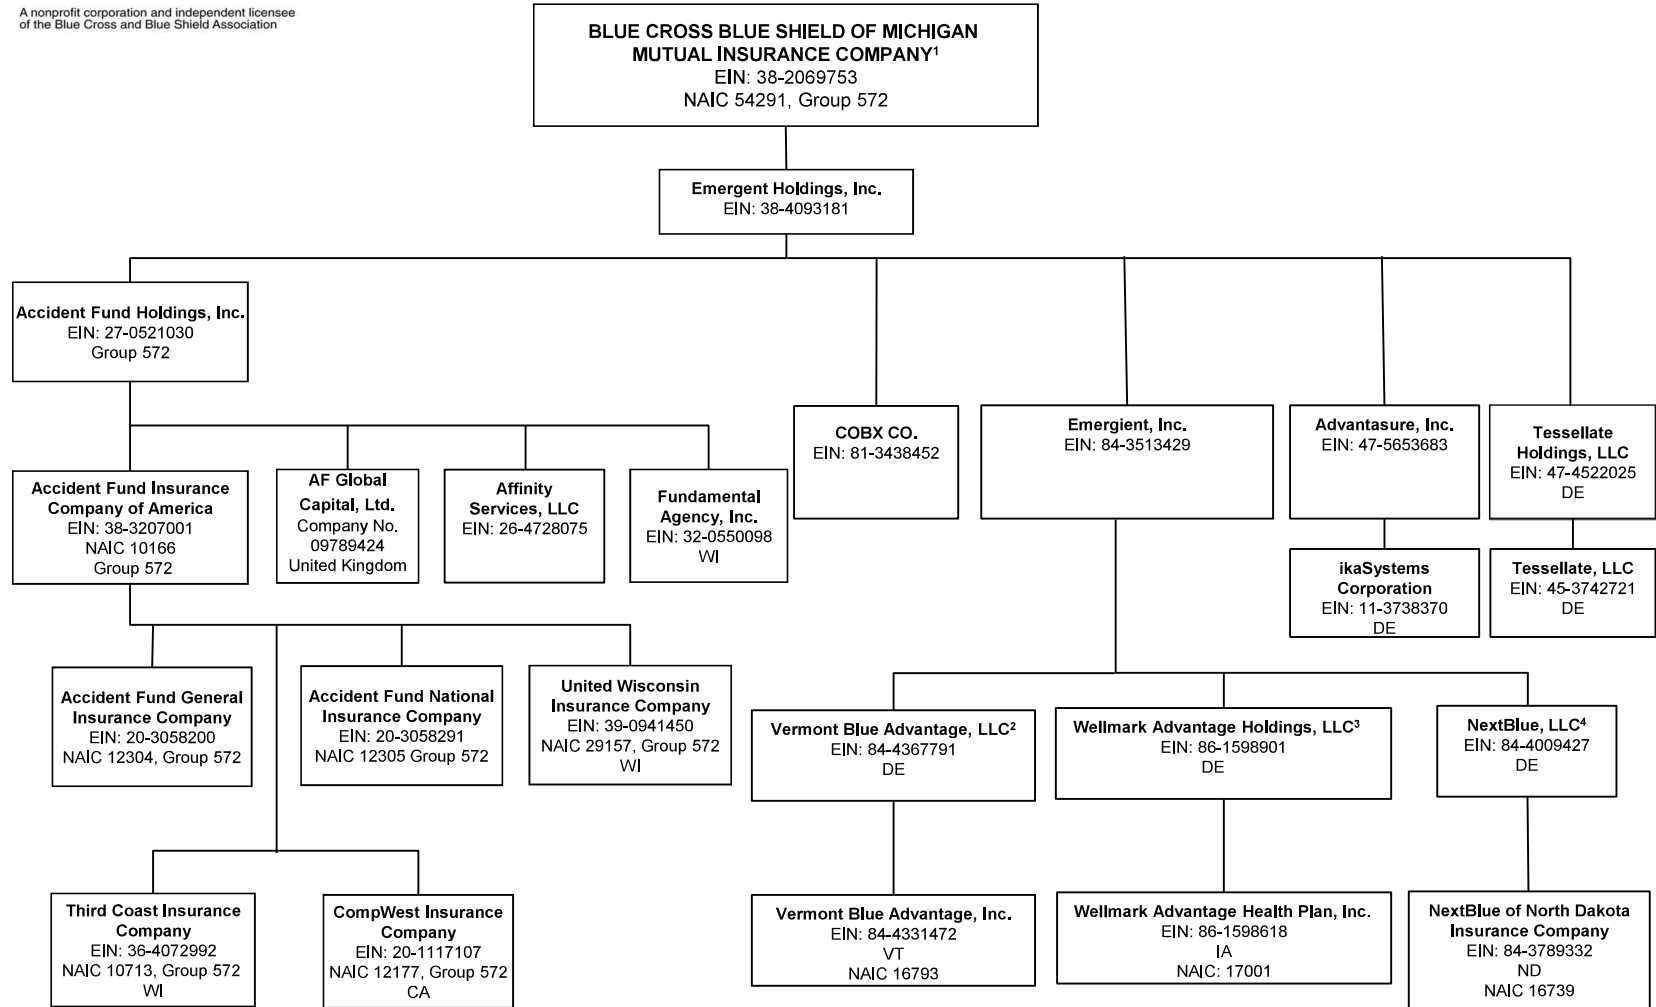 A nonprofit corporation and independent licensee
of the Blue Cross and Blue Shield Association
BLUE CROSS BLUE SHIELD OF MICHIGAN
MUTUAL INSURANCE COMPANY¹
EIN: 38-2069753
NAIC 54291, Group 572
Emergent Holdings, Inc.
EIN: 38-4093181
Accident Fund Holdings, Inc.
EIN: 27-0521030
Group 572
COBX CO.
EIN: 81-3438452
Emergient, Inc.
EIN: 84-3513429
Advantasure, Inc.
EIN: 47-5653683
Tessellate
Holdings, LLC
EIN: 47-4522025
DE
Accident Fund Insurance
Company of America
EIN: 38-3207001
NAIC 10166
Group 572
AF Global
Capital, Ltd.
Company No.
09789424
United Kingdom
Affinity
Services, LLC
EIN: 26-4728075
Fundamental
Agency, Inc.
EIN: 32-0550098
WI
ikaSystems
Corporation
EIN: 11-3738370
DE
Tessellate, LLC
EIN: 45-3742721
DE
Accident Fund General
Insurance Company
EIN: 20-3058200
NAIC 12304, Group 572
Accident Fund National
Insurance Company
EIN: 20-3058291
NAIC 12305 Group 572
United Wisconsin
Insurance Company
EIN: 39-0941450
NAIC 29157, Group 572
WI
Vermont Blue Advantage, LLC²
EIN: 84-4367791
DE
Wellmark Advantage Holdings, LLC³
EIN: 86-1598901
DE
NextBlue, LLC⁴
EIN: 84-4009427
DE
Third Coast Insurance
Company
EIN: 36-4072992
NAIC 10713, Group 572
WI
CompWest Insurance
Company
EIN: 20-1117107
NAIC 12177, Group 572
CA
Vermont Blue Advantage, Inc.
EIN: 84-4331472
VT
NAIC 16793
Wellmark Advantage Health Plan, Inc.
EIN: 86-1598618
IA
NAIC: 17001
NextBlue of North Dakota
Insurance Company
EIN: 84-3789332
ND
NAIC 16739